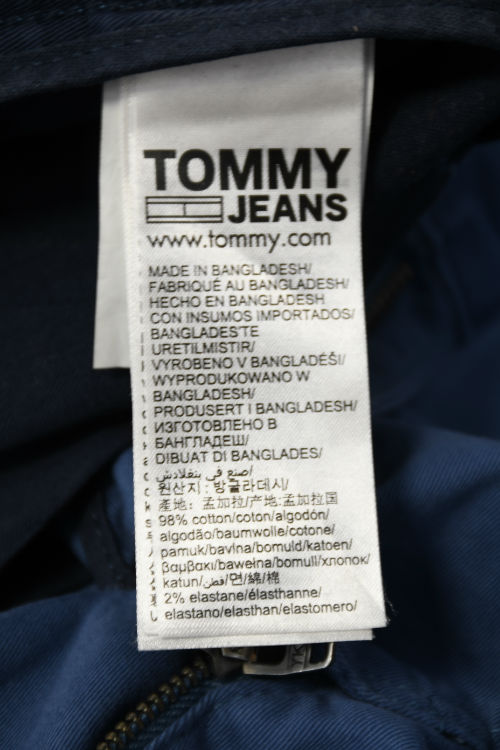 TOMMY
JEANS
www.tommy.com
MADE IN BANGLADESH/
FABRIQUÉ AU BANGLADESH/
HECHO EN BANGLADESH
CON INSUMOS IMPORTADOS/
BANGLADES'TE
URETILMISTIR/
VYROBENO V BANGLADÉŠI/
WYPRODUKOWANO W
BANGLADESH/
PRODUSERT I BANGLADESH/
ИЗГОТОВЛЕНО В
БАНГЛАДЕШ/
DIBUAT DI BANGLADES/
صنع في بنغلادش/
원산지 : 방글라데시/
產地: 孟加拉/产地:孟加拉国
98% cotton/coton/algodón/
algodão/baumwolle/cotone/
pamuk/bavlna/bomuld/katoen/
βαμβακι/bawełna/bomull/хлопок/
katun/قطن/면/綿/棉
2% elastane/élasthanne/
elastano/elasthan/elastomero/
YK